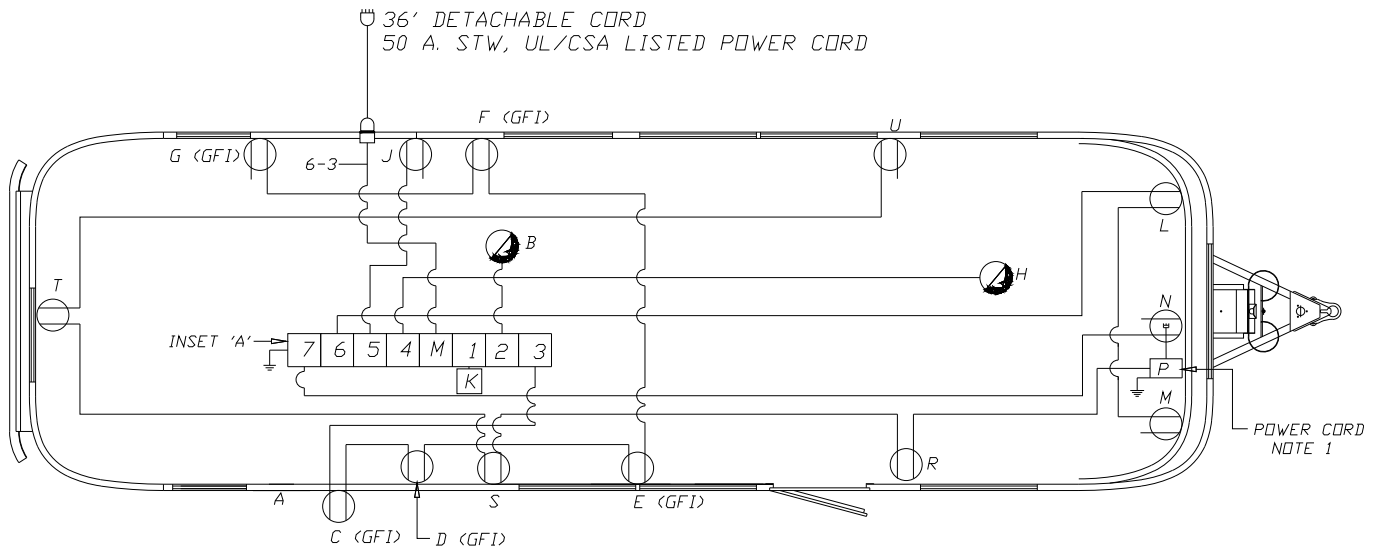 36' DETACHABLE CORD
50 A. STW, UL/CSA LISTED POWER CORD
F (GFI)
U
G (GFI)
J
6-3
L
B
H
T
N
INSET 'A'
7 6 5 4 M 1 2 3
K
P
M
POWER CORD
NOTE 1
R
A
S
E (GFI)
C (GFI)
D (GFI)